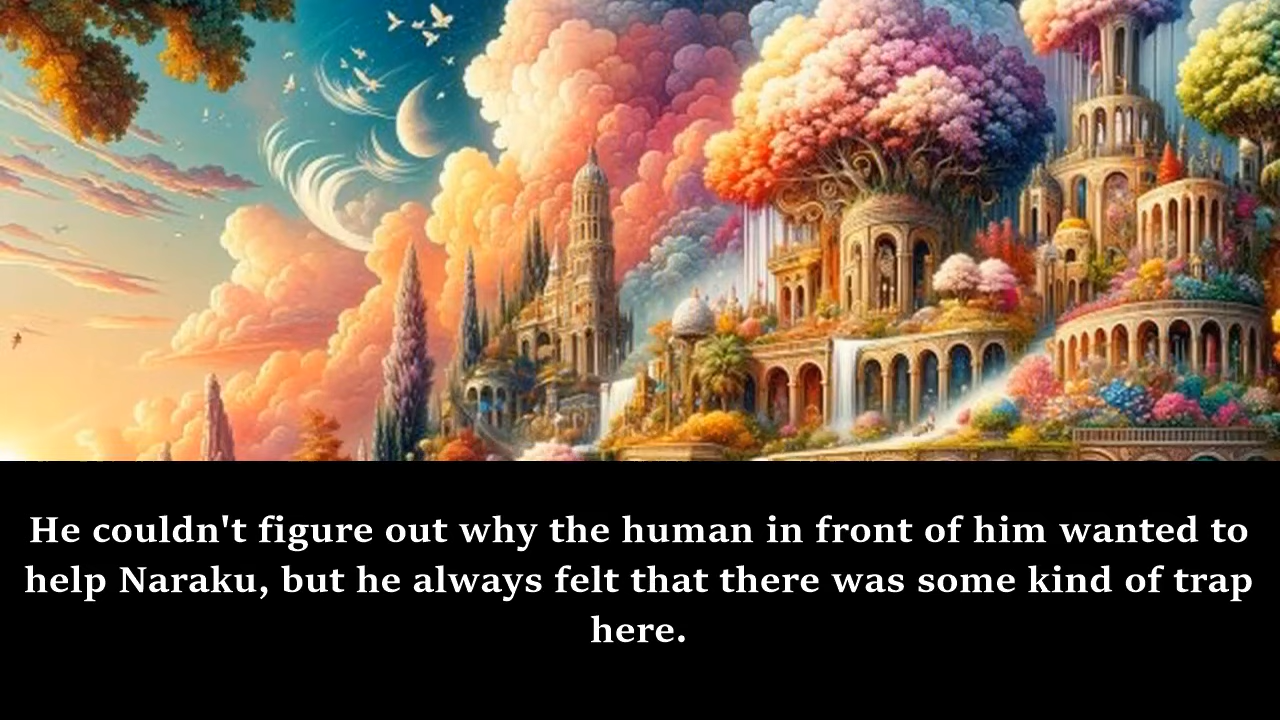 He couldn't figure out why the human in front of him wanted to
help Naraku, but he always felt that there was some kind of trap
here.